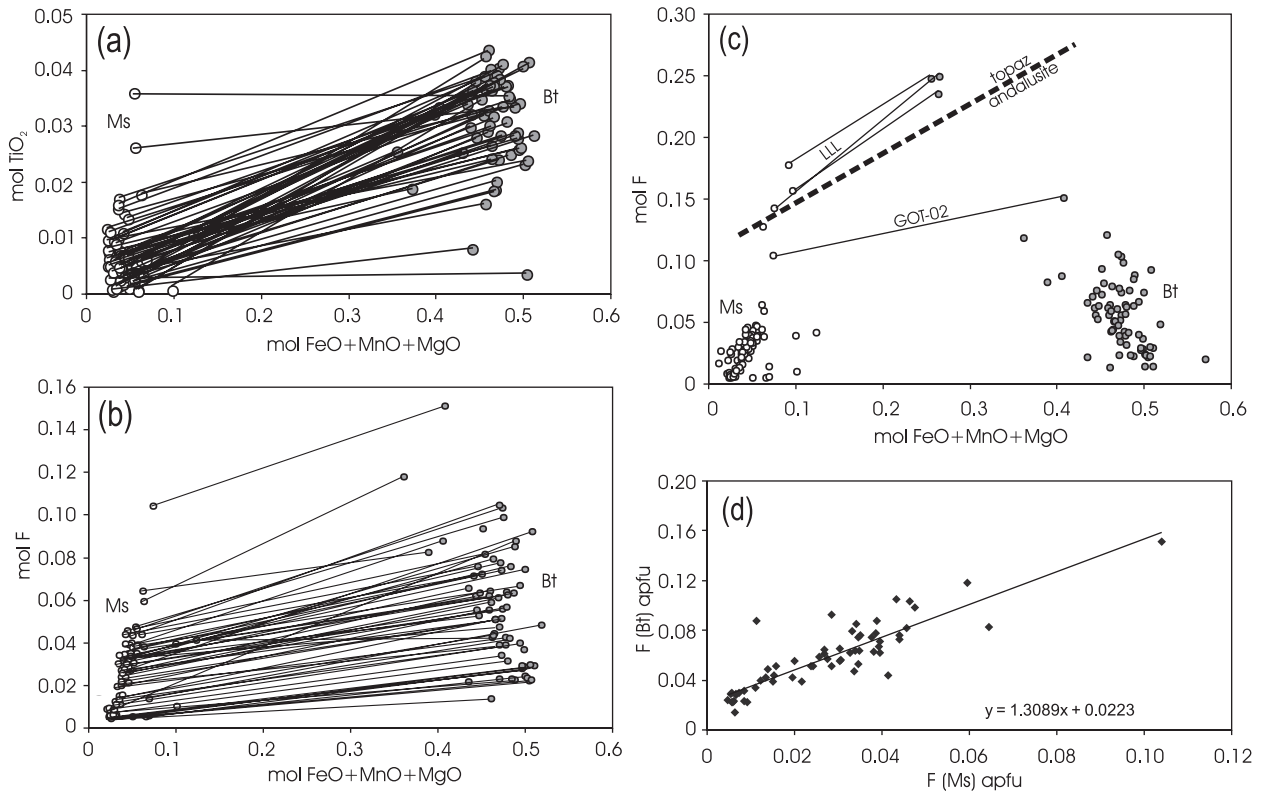 (a)
0.05
0.04
0.03
0.02
0.01
0
mol TiO2
Ms
Bt
0 0.1 0.2 0.3 0.4 0.5 0.6
mol FeO+MnO+MgO
(b)
0.16
0.14
0.12
0.10
0.08
0.06
0.04
0.02
0
mol F
Ms
Bt
0 0.1 0.2 0.3 0.4 0.5 0.6
mol FeO+MnO+MgO
(c)
0.30
0.25
0.20
0.15
0.10
0.05
0
mol F
topaz
andalusite
LLL
GOT-02
Ms
Bt
0 0.1 0.2 0.3 0.4 0.5 0.6
mol FeO+MnO+MgO
(d)
0.20
0.16
0.12
0.08
0.04
0
F (Bt) apfu
y = 1.3089x + 0.0223
0 0.02 0.04 0.06 0.08 0.10 0.12
F (Ms) apfu